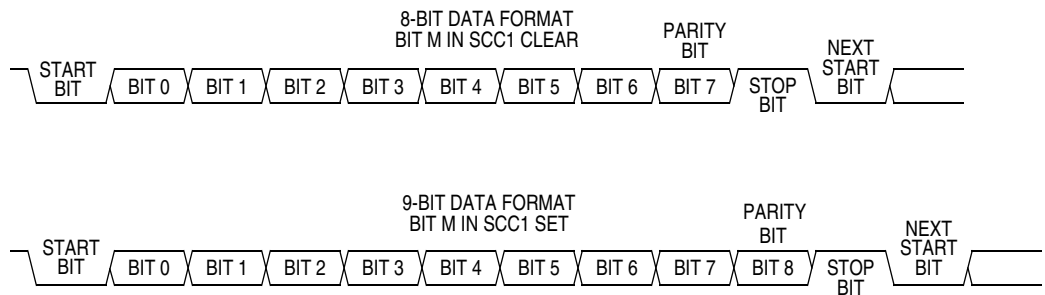 8-BIT DATA FORMAT
BIT M IN SCC1 CLEAR
PARITY
BIT
START
BIT
BIT 0
BIT 1
BIT 2
BIT 3
BIT 4
BIT 5
BIT 6
BIT 7
STOP
BIT
NEXT
START
BIT
9-BIT DATA FORMAT
BIT M IN SCC1 SET
PARITY
BIT
START
BIT
BIT 0
BIT 1
BIT 2
BIT 3
BIT 4
BIT 5
BIT 6
BIT 7
BIT 8
STOP
BIT
NEXT
START
BIT